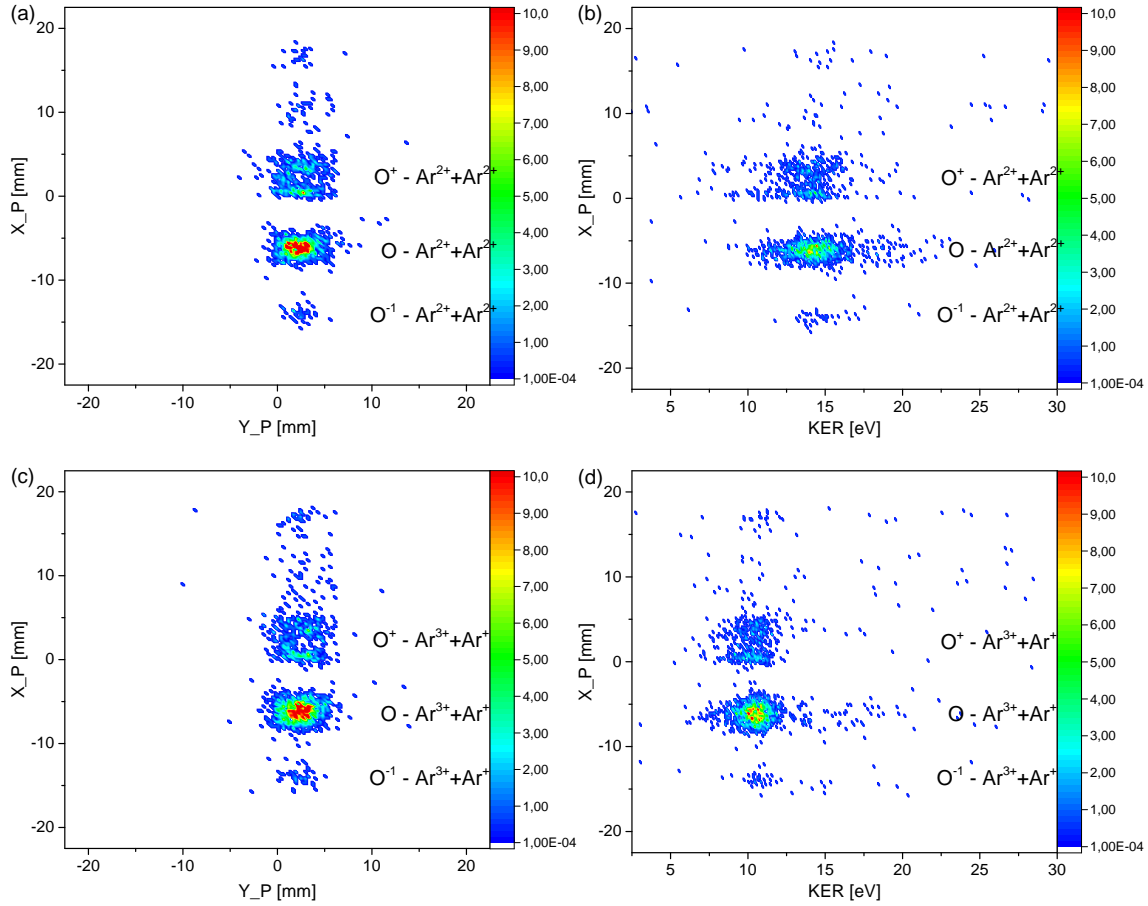 (a)
20
10
0
-10
-20
X_P [mm]
-20
-10
0
10
20
Y_P [mm]
O⁺ - Ar²⁺+Ar²⁺
O - Ar²⁺+Ar²⁺
O⁻¹ - Ar²⁺+Ar²⁺
10,0
9,00
8,00
7,00
6,00
5,00
4,00
3,00
2,00
1,00
1,00E-04
(b)
20
10
0
-10
-20
X_P [mm]
5
10
15
20
25
30
KER [eV]
O⁺ - Ar²⁺+Ar²⁺
O - Ar²⁺+Ar²⁺
O⁻¹ - Ar²⁺+Ar²⁺
10,0
9,00
8,00
7,00
6,00
5,00
4,00
3,00
2,00
1,00
1,00E-04
(c)
20
10
0
-10
-20
X_P [mm]
-20
-10
0
10
20
Y_P [mm]
O⁺ - Ar³⁺+Ar⁺
O - Ar³⁺+Ar⁺
O⁻¹ - Ar³⁺+Ar⁺
10,0
9,00
8,00
7,00
6,00
5,00
4,00
3,00
2,00
1,00
1,00E-04
(d)
20
10
0
-10
-20
X_P [mm]
5
10
15
20
25
30
KER [eV]
O⁺ - Ar³⁺+Ar⁺
O - Ar³⁺+Ar⁺
O⁻¹ - Ar³⁺+Ar⁺
10,0
9,00
8,00
7,00
6,00
5,00
4,00
3,00
2,00
1,00
1,00E-04